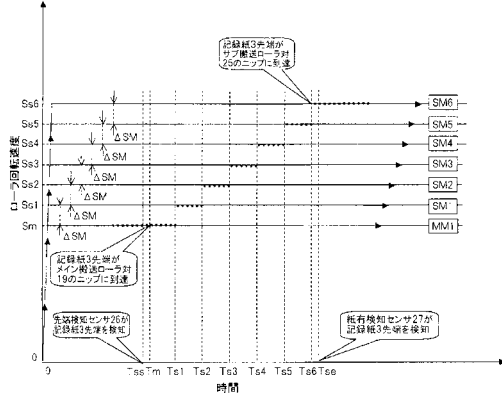 記録紙3先端が
サブ搬送ローラ対
25のニップに到達
ローラ回転速度
Ss6
SM6
Ss5
SM5
ΔSM
Ss4
SM4
ΔSM
Ss3
SM3
ΔSM
Ss2
SM2
ΔSM
Ss1
SM1
ΔSM
Sm
MM1
ΔSM
記録紙3先端が
メイン搬送ローラ対
19のニップに到達
先端検知センサ26が
記録紙3先端を検知
紙有検知センサ27が
記録紙3先端を検知
0
0
Tss Tm Ts1 Ts2 Ts3 Ts4 Ts5 Ts6 Tse
時間